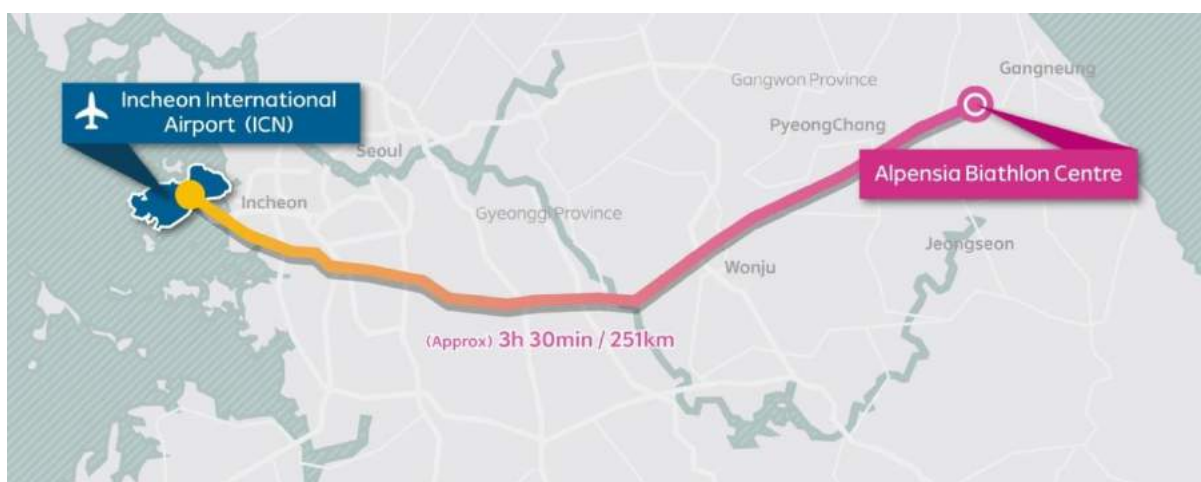 Incheon International
Airport (ICN)
Seoul
Incheon
Gyeonggi Province
Gangwon Province
Gangneung
PyeongChang
Alpensia Biathlon Centre
Jeongseon
Wonju
(Approx) 3h 30min / 251km